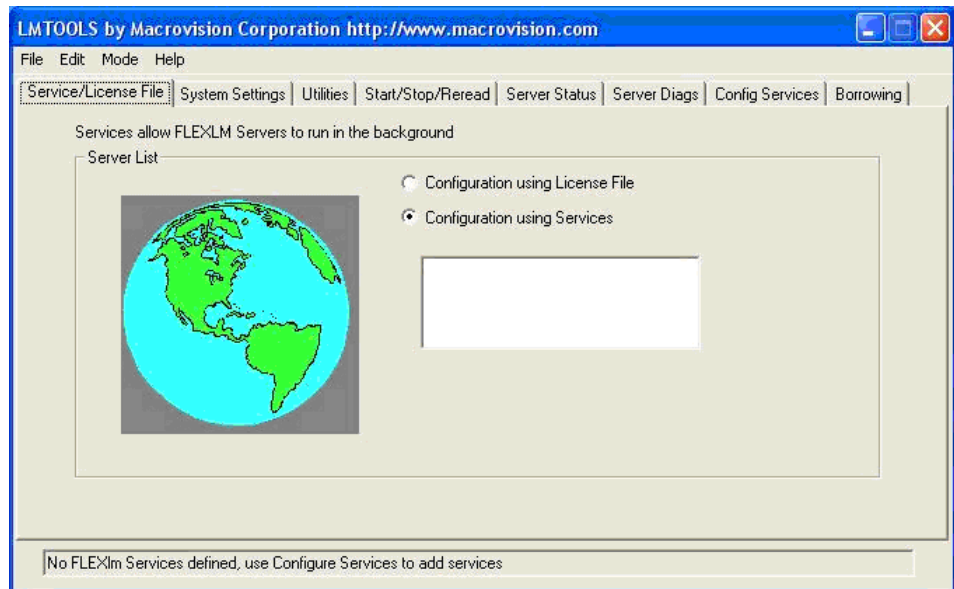 LMTOOLS by Macrovision Corporation http://www.macrovision.com
File Edit Mode Help
Service/License File System Settings Utilities Start/Stop/Reread Server Status Server Diags Config Services Borrowing
Services allow FLEXLM Servers to run in the background
Server List
Configuration using License File
Configuration using Services
No FLEXlm Services defined, use Configure Services to add services